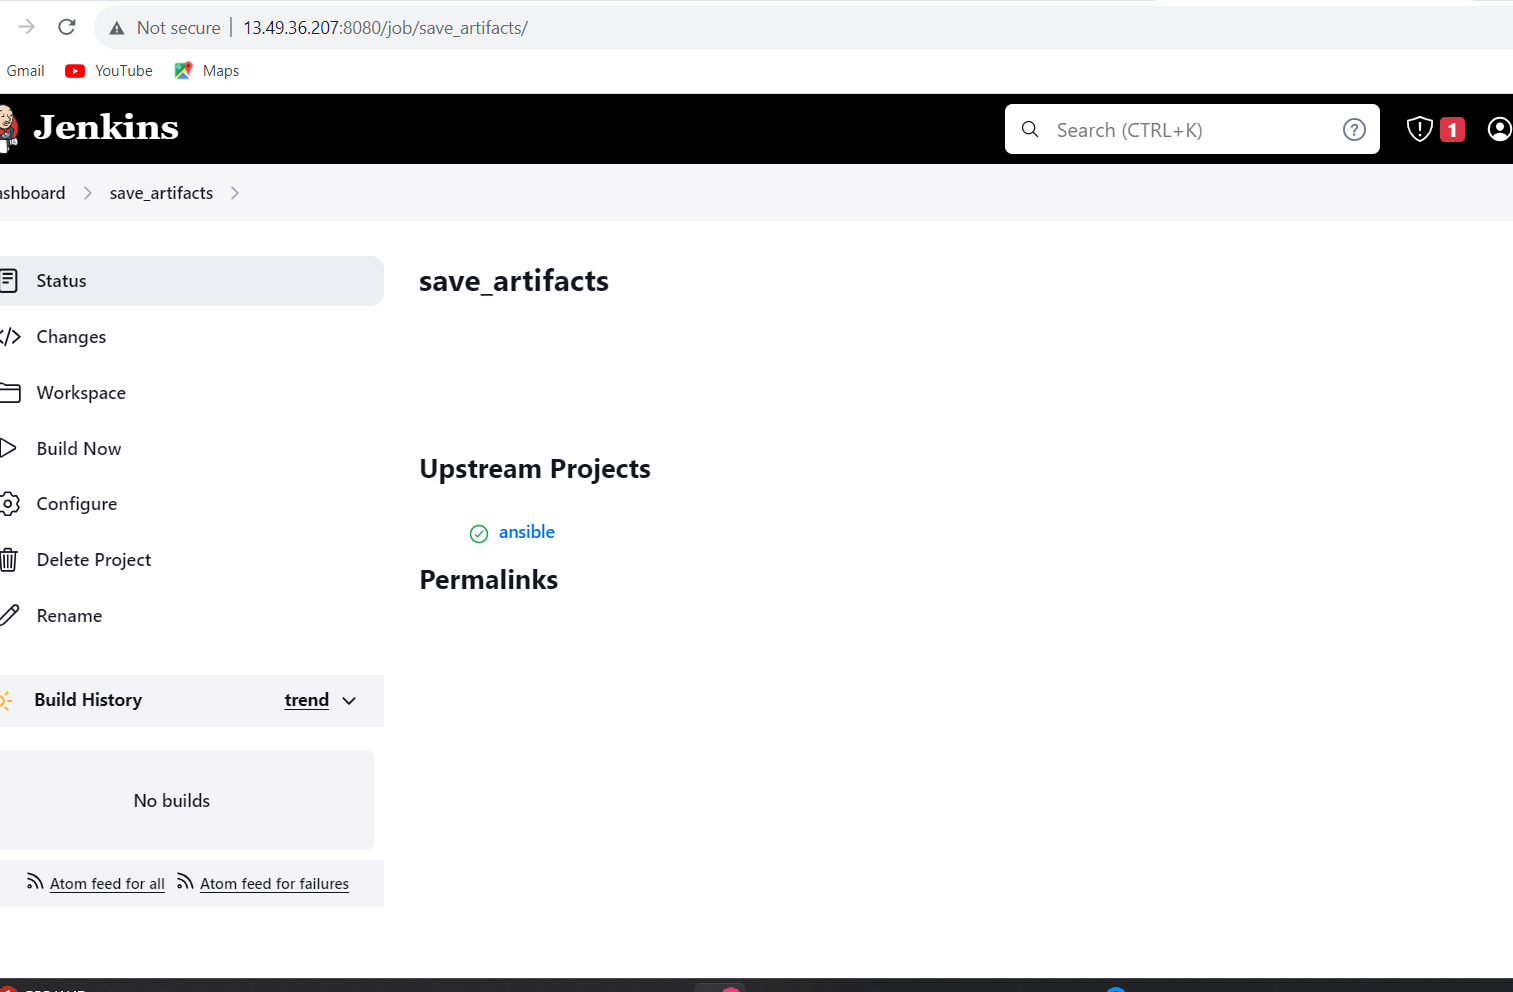 Not secure | 13.49.36.207:8080/job/save_artifacts/
Gmail YouTube Maps
Jenkins Search (CTRL+K) ? 1
ashboard > save_artifacts >
Status
Changes
Workspace
Build Now
Configure
Delete Project
Rename
Build History trend
No builds
Atom feed for all Atom feed for failures
save_artifacts
Upstream Projects
ansible
Permalinks